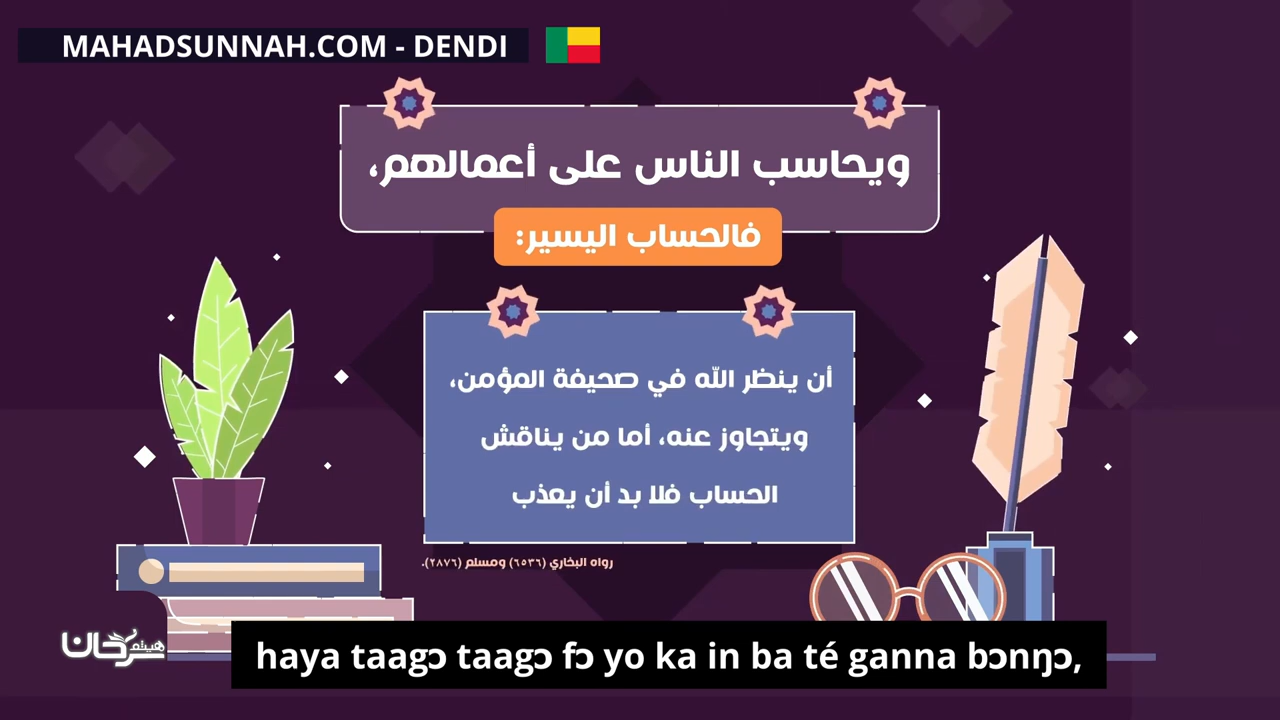 MAHADSUNNAH.COM - DENDI
ويحاسب الناس على أعمالهم،
فالحساب اليسير:
أن ينظر الله في صحيفة المؤمن،
ويتجاوز عنه، أما من يناقش
الحساب فلا بد أن يعذب
رواه البخاري (٦٥٣٦) ومسلم (٢٨٧٦).
هيثم سرحان
haya taagɔ taagɔ fɔ yo ka in ba té ganna bɔnŋɔ,